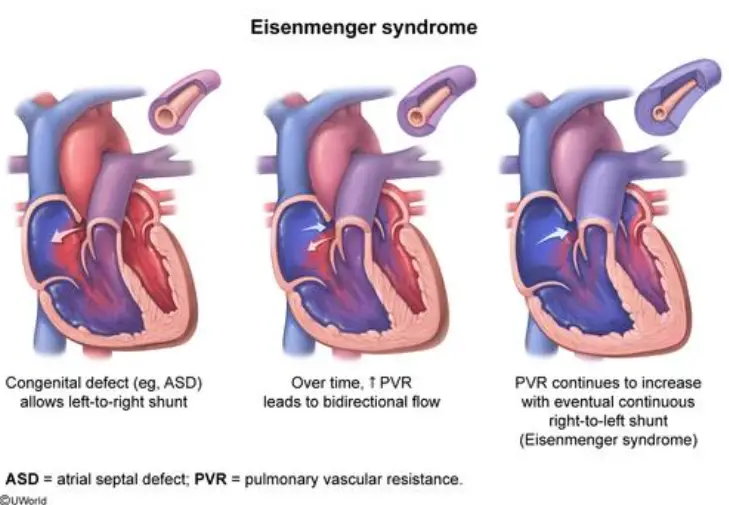 Eisenmenger syndrome
Congenital defect (eg, ASD)
allows left-to-right shunt
Over time, ↑ PVR
leads to bidirectional flow
PVR continues to increase
with eventual continuous
right-to-left shunt
(Eisenmenger syndrome)
ASD = atrial septal defect; PVR = pulmonary vascular resistance.
©UWorld